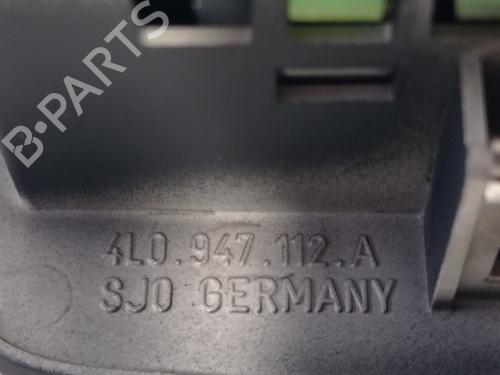 B-PARTS
4L0.947.112.A
SJO GERMANY